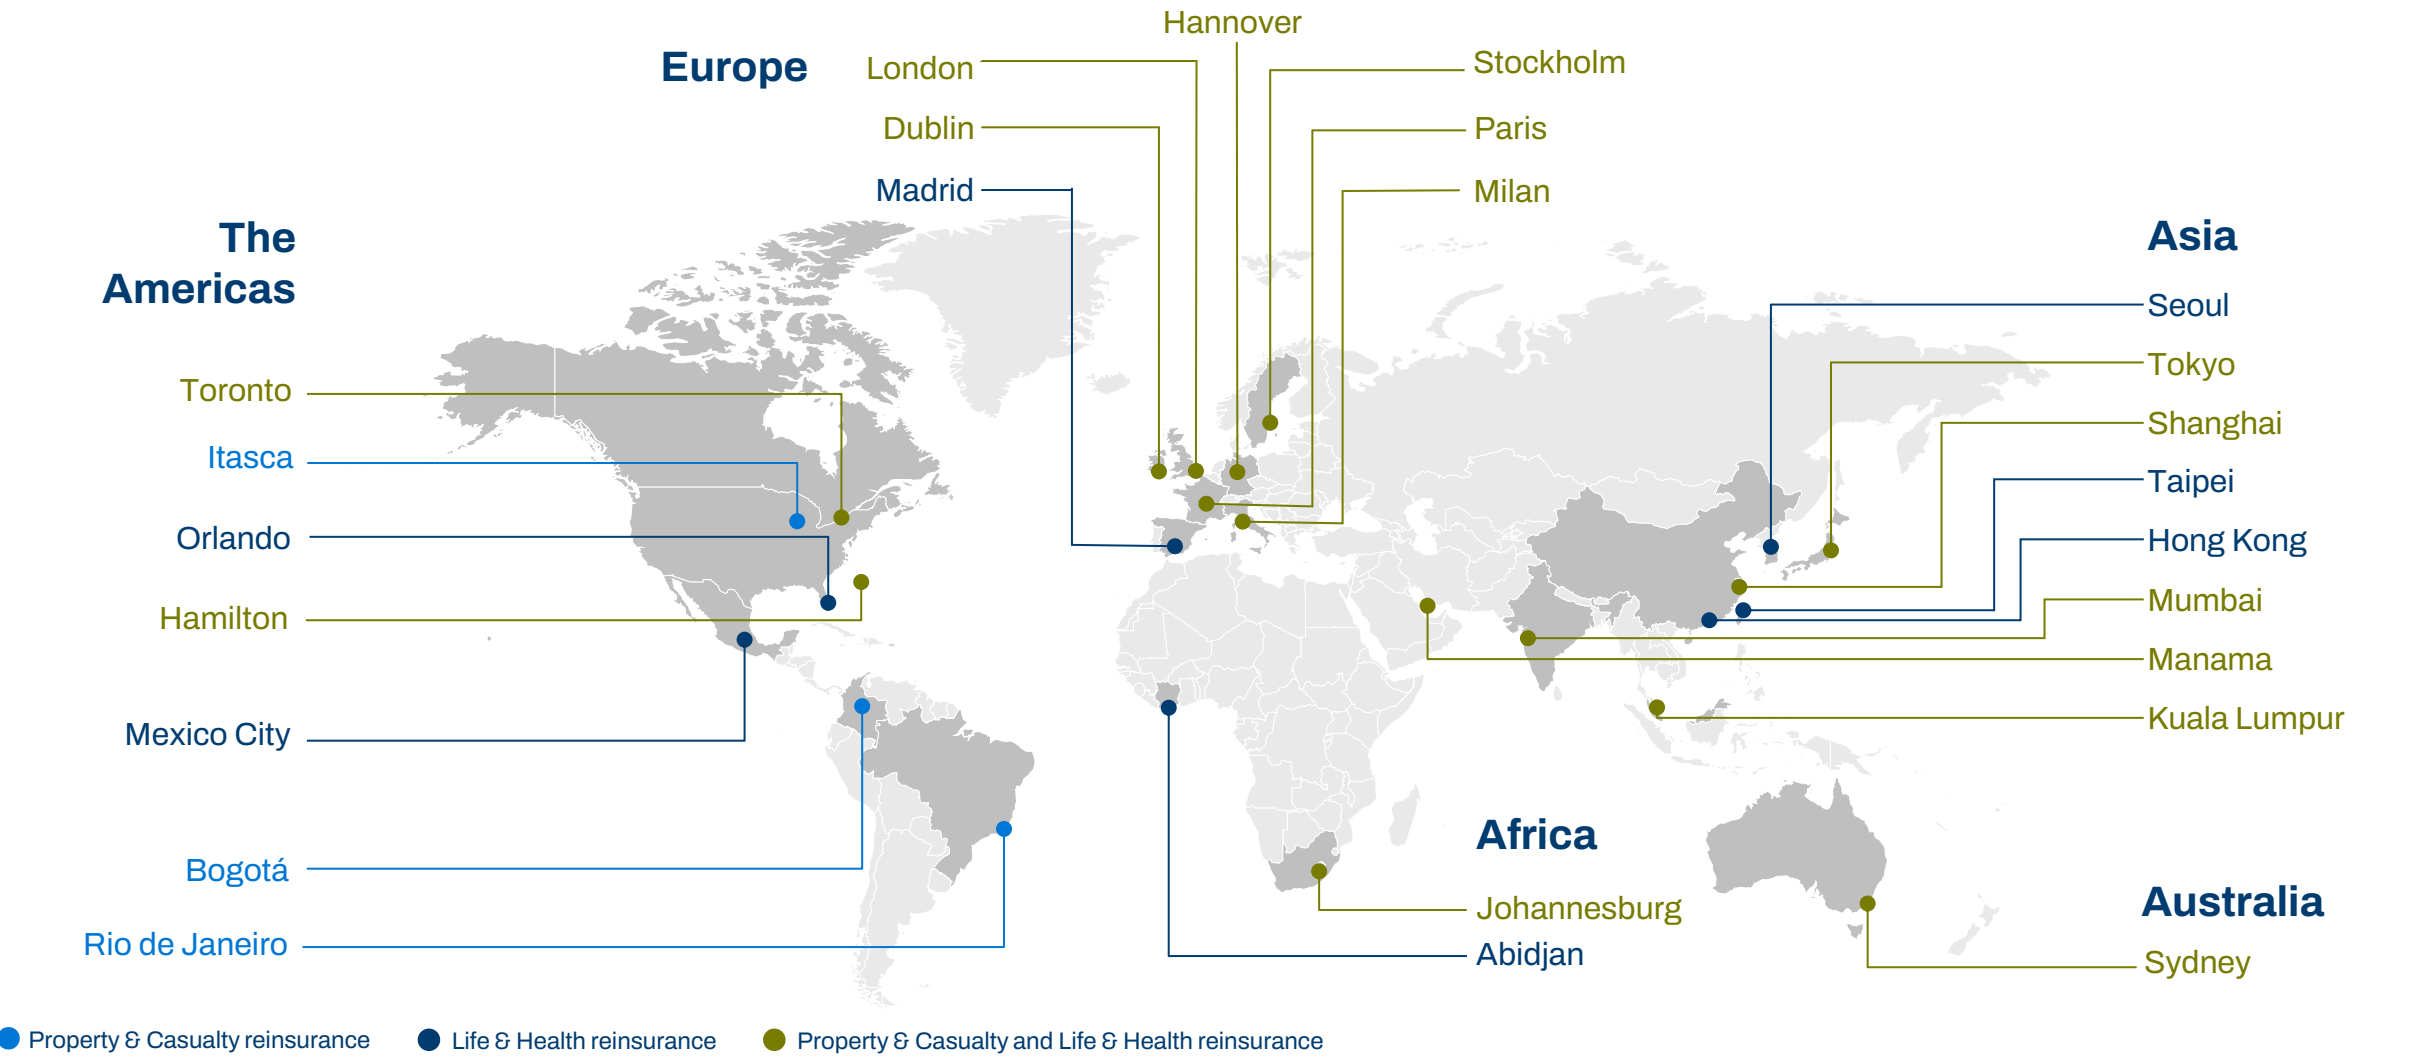 Hannover
Europe
London
Stockholm
Dublin
Paris
Madrid
Milan
The
Americas
Toronto
Itasca
Orlando
Hamilton
Mexico City
Bogotá
Rio de Janeiro
Asia
Seoul
Tokyo
Shanghai
Taipei
Hong Kong
Mumbai
Manama
Kuala Lumpur
Africa
Johannesburg
Abidjan
Australia
Sydney
Property & Casualty reinsurance
Life & Health reinsurance
Property & Casualty and Life & Health reinsurance